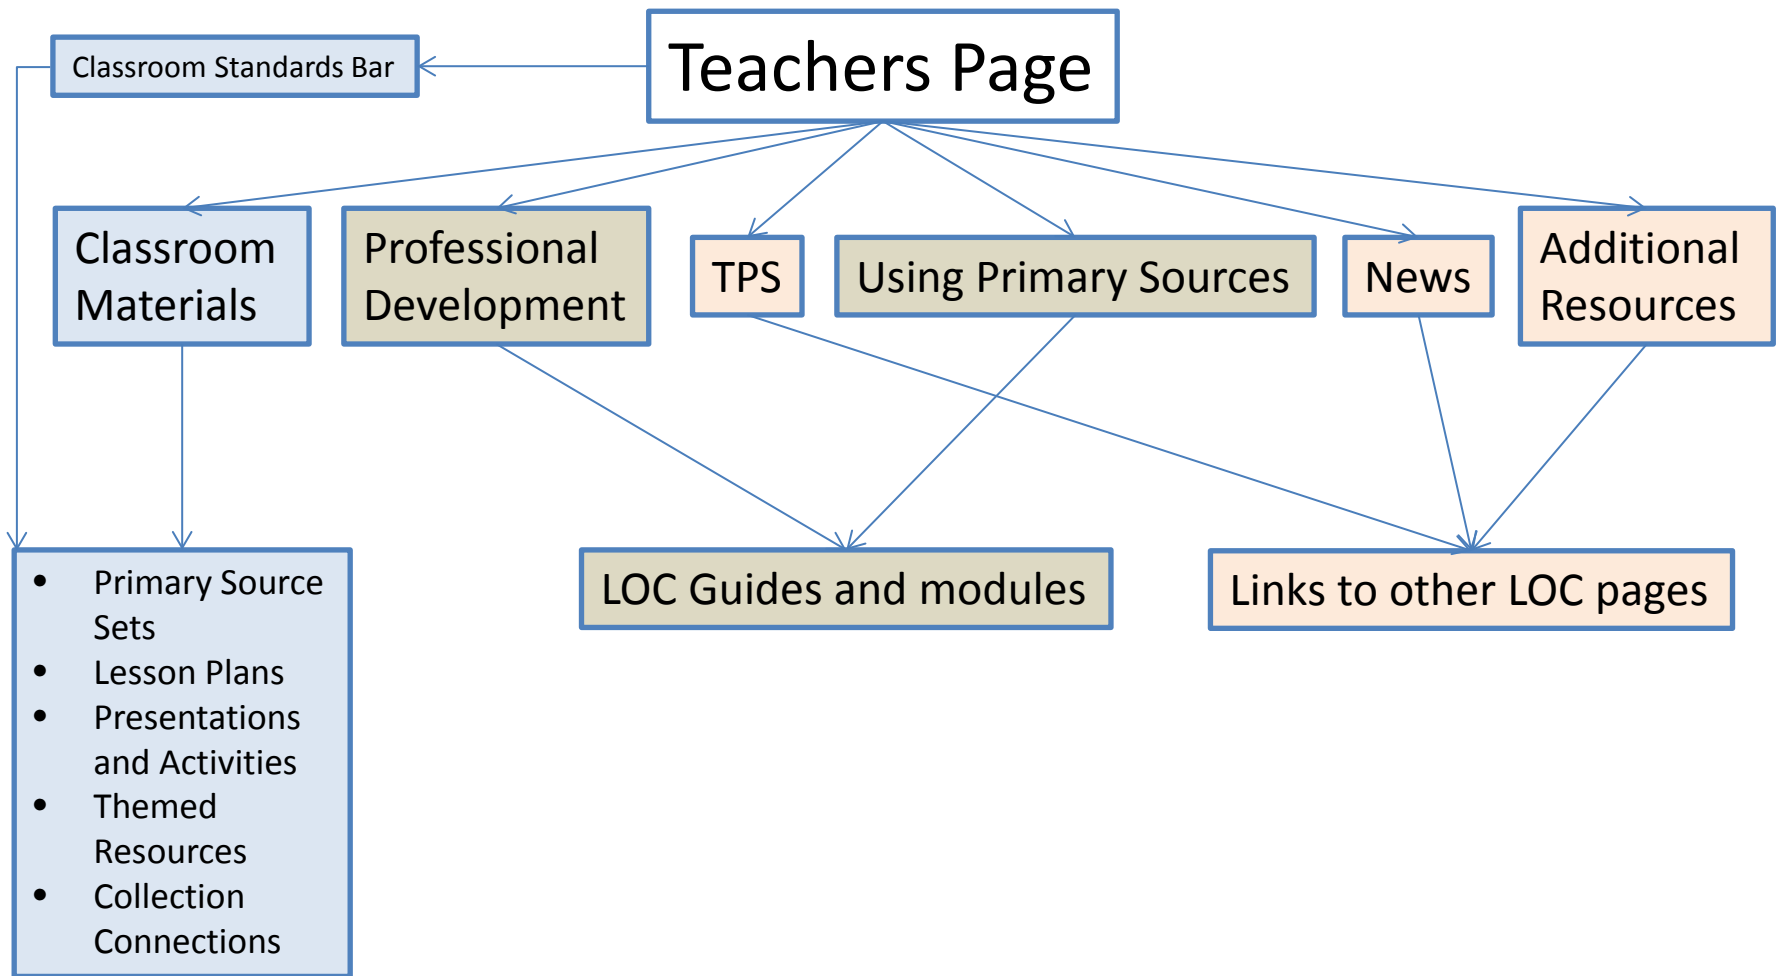 Classroom Standards Bar
Teachers Page
Classroom
Materials
Professional
Development
TPS
Using Primary Sources
News
Additional
Resources
• Primary Source
Sets
• Lesson Plans
• Presentations
and Activities
• Themed
Resources
• Collection
Connections
LOC Guides and modules
Links to other LOC pages